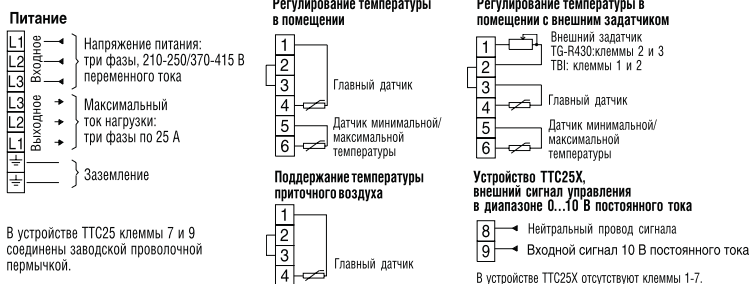 Питание
L1
L2
L3
Входное
Напряжение питания:
три фазы, 210-250/370-415 В
переменного тока
L3
L2
L1
Выходное
Максимальный
ток нагрузки:
три фазы по 25 А
Заземление
В устройстве TTC25 клеммы 7 и 9
соединены заводской проволочной
пермычкой.
Регулирование температуры
в помещении
1
2
3
4
5
6
Главный датчик
Датчик минимальной/
максимальной
температуры
Поддержание температуры
приточного воздуха
1
2
3
4
Главный датчик
Регулирование температуры в
помещении с внешним задатчиком
1
2
3
4
5
6
Внешний задатчик
TG-R430:клеммы 2 и 3
TBI: клеммы 1 и 2
Главный датчик
Датчик минимальной/
максимальной
температуры
Устройство TTC25X,
внешний сигнал управления
в диапазоне 0...10 В постоянного тока
8
Нейтральный провод сигнала
9
Входной сигнал 10 В постоянного тока
В устройстве TTC25X отсутствуют клеммы 1-7.